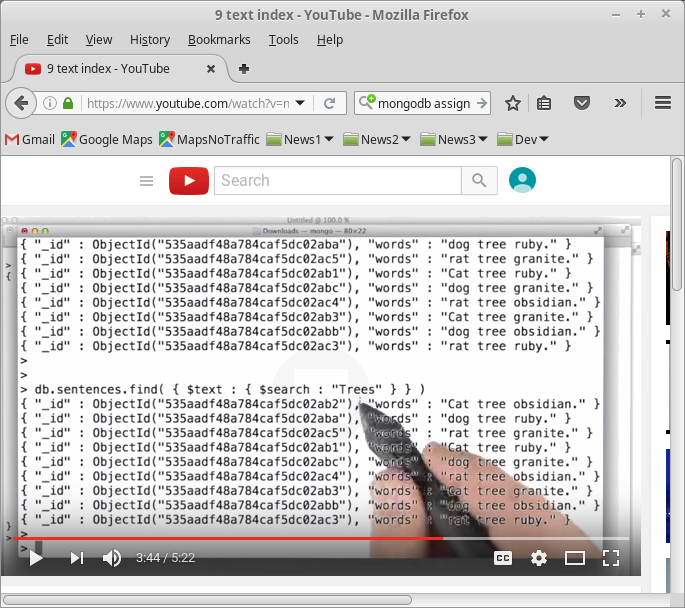 9 text index - YouTube - Mozilla Firefox
File Edit View History Bookmarks Tools Help
9 text index - YouTube
https://www.youtube.com/watch?v=n
mongodb assign
Gmail Google Maps MapsNoTraffic News1 News2 News3 Dev
Search
Untitled @ 100.0 %
Downloads — mongo — 80×22
{ "_id" : ObjectId("535aadf48a784caf5dc02aba"), "words" : "dog tree ruby." }
{ "_id" : ObjectId("535aadf48a784caf5dc02ac5"), "words" : "rat tree granite." }
{ "_id" : ObjectId("535aadf48a784caf5dc02ab1"), "words" : "Cat tree ruby." }
{ "_id" : ObjectId("535aadf48a784caf5dc02abc"), "words" : "dog tree granite." }
{ "_id" : ObjectId("535aadf48a784caf5dc02ac4"), "words" : "rat tree obsidian." }
{ "_id" : ObjectId("535aadf48a784caf5dc02ab3"), "words" : "Cat tree granite." }
{ "_id" : ObjectId("535aadf48a784caf5dc02abb"), "words" : "dog tree obsidian." }
{ "_id" : ObjectId("535aadf48a784caf5dc02ac3"), "words" : "rat tree ruby." }
>
>
> db.sentences.find( { $text : { $search : "Trees" } } )
{ "_id" : ObjectId("535aadf48a784caf5dc02ab2"), "words" : "Cat tree obsidian." }
{ "_id" : ObjectId("535aadf48a784caf5dc02aba"), "words" : "dog tree ruby." }
{ "_id" : ObjectId("535aadf48a784caf5dc02ac5"), "words" : "rat tree granite." }
{ "_id" : ObjectId("535aadf48a784caf5dc02ab1"), "words" : "Cat tree ruby." }
{ "_id" : ObjectId("535aadf48a784caf5dc02abc"), "words" : "dog tree granite." }
{ "_id" : ObjectId("535aadf48a784caf5dc02ac4"), "words" : "rat tree obsidian." }
{ "_id" : ObjectId("535aadf48a784caf5dc02ab3"), "words" : "Cat tree granite." }
{ "_id" : ObjectId("535aadf48a784caf5dc02abb"), "words" : "dog tree obsidian." }
{ "_id" : ObjectId("535aadf48a784caf5dc02ac3"), "words" : "rat tree ruby." }
>
>
3:44 / 5:22
CC